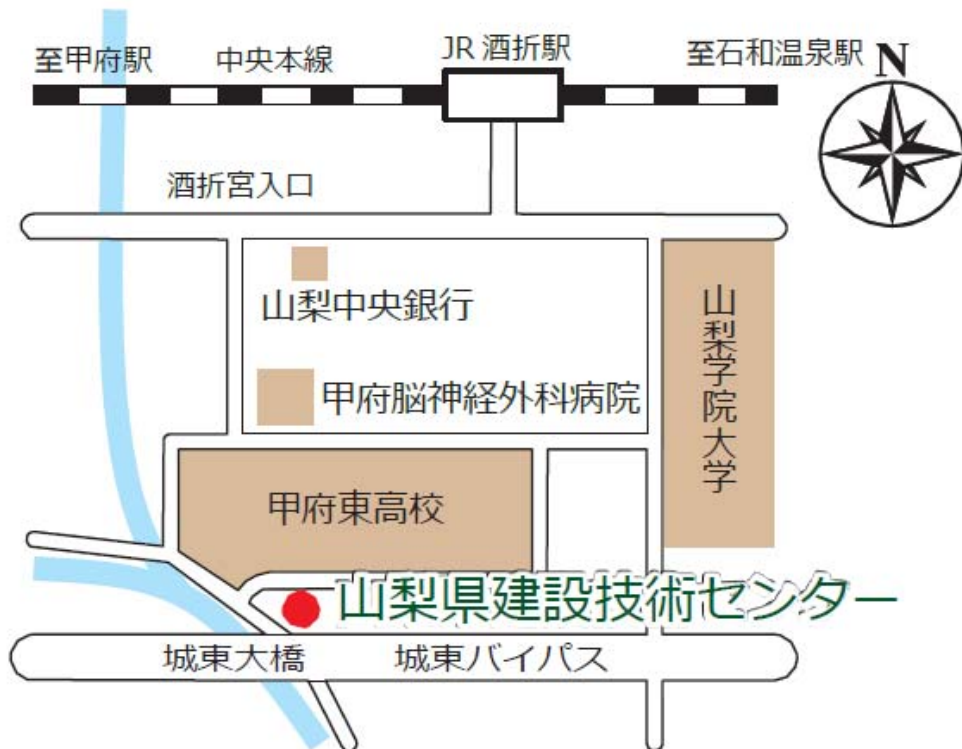 至甲府駅
中央本線
JR 酒折駅
至石和温泉駅
N
酒折宮入口
山梨中央銀行
甲府脳神経外科病院
山梨学院大学
甲府東高校
山梨県建設技術センター
城東大橋
城東バイパス